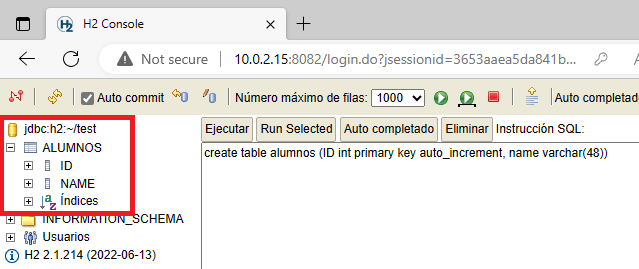 H2 Console
Not secure 10.0.2.15:8082/login.do?jsessionid=3653aaea5da841b...
Auto commit Número máximo de filas: 1000 Auto completado
jdbc:h2:~/test
ALUMNOS
ID
NAME
Índices
INFORMATION_SCHEMA
Usuarios
H2 2.1.214 (2022-06-13)
Ejecutar Run Selected Auto completado Eliminar Instrucción SQL:
create table alumnos (ID int primary key auto_increment, name varchar(48))